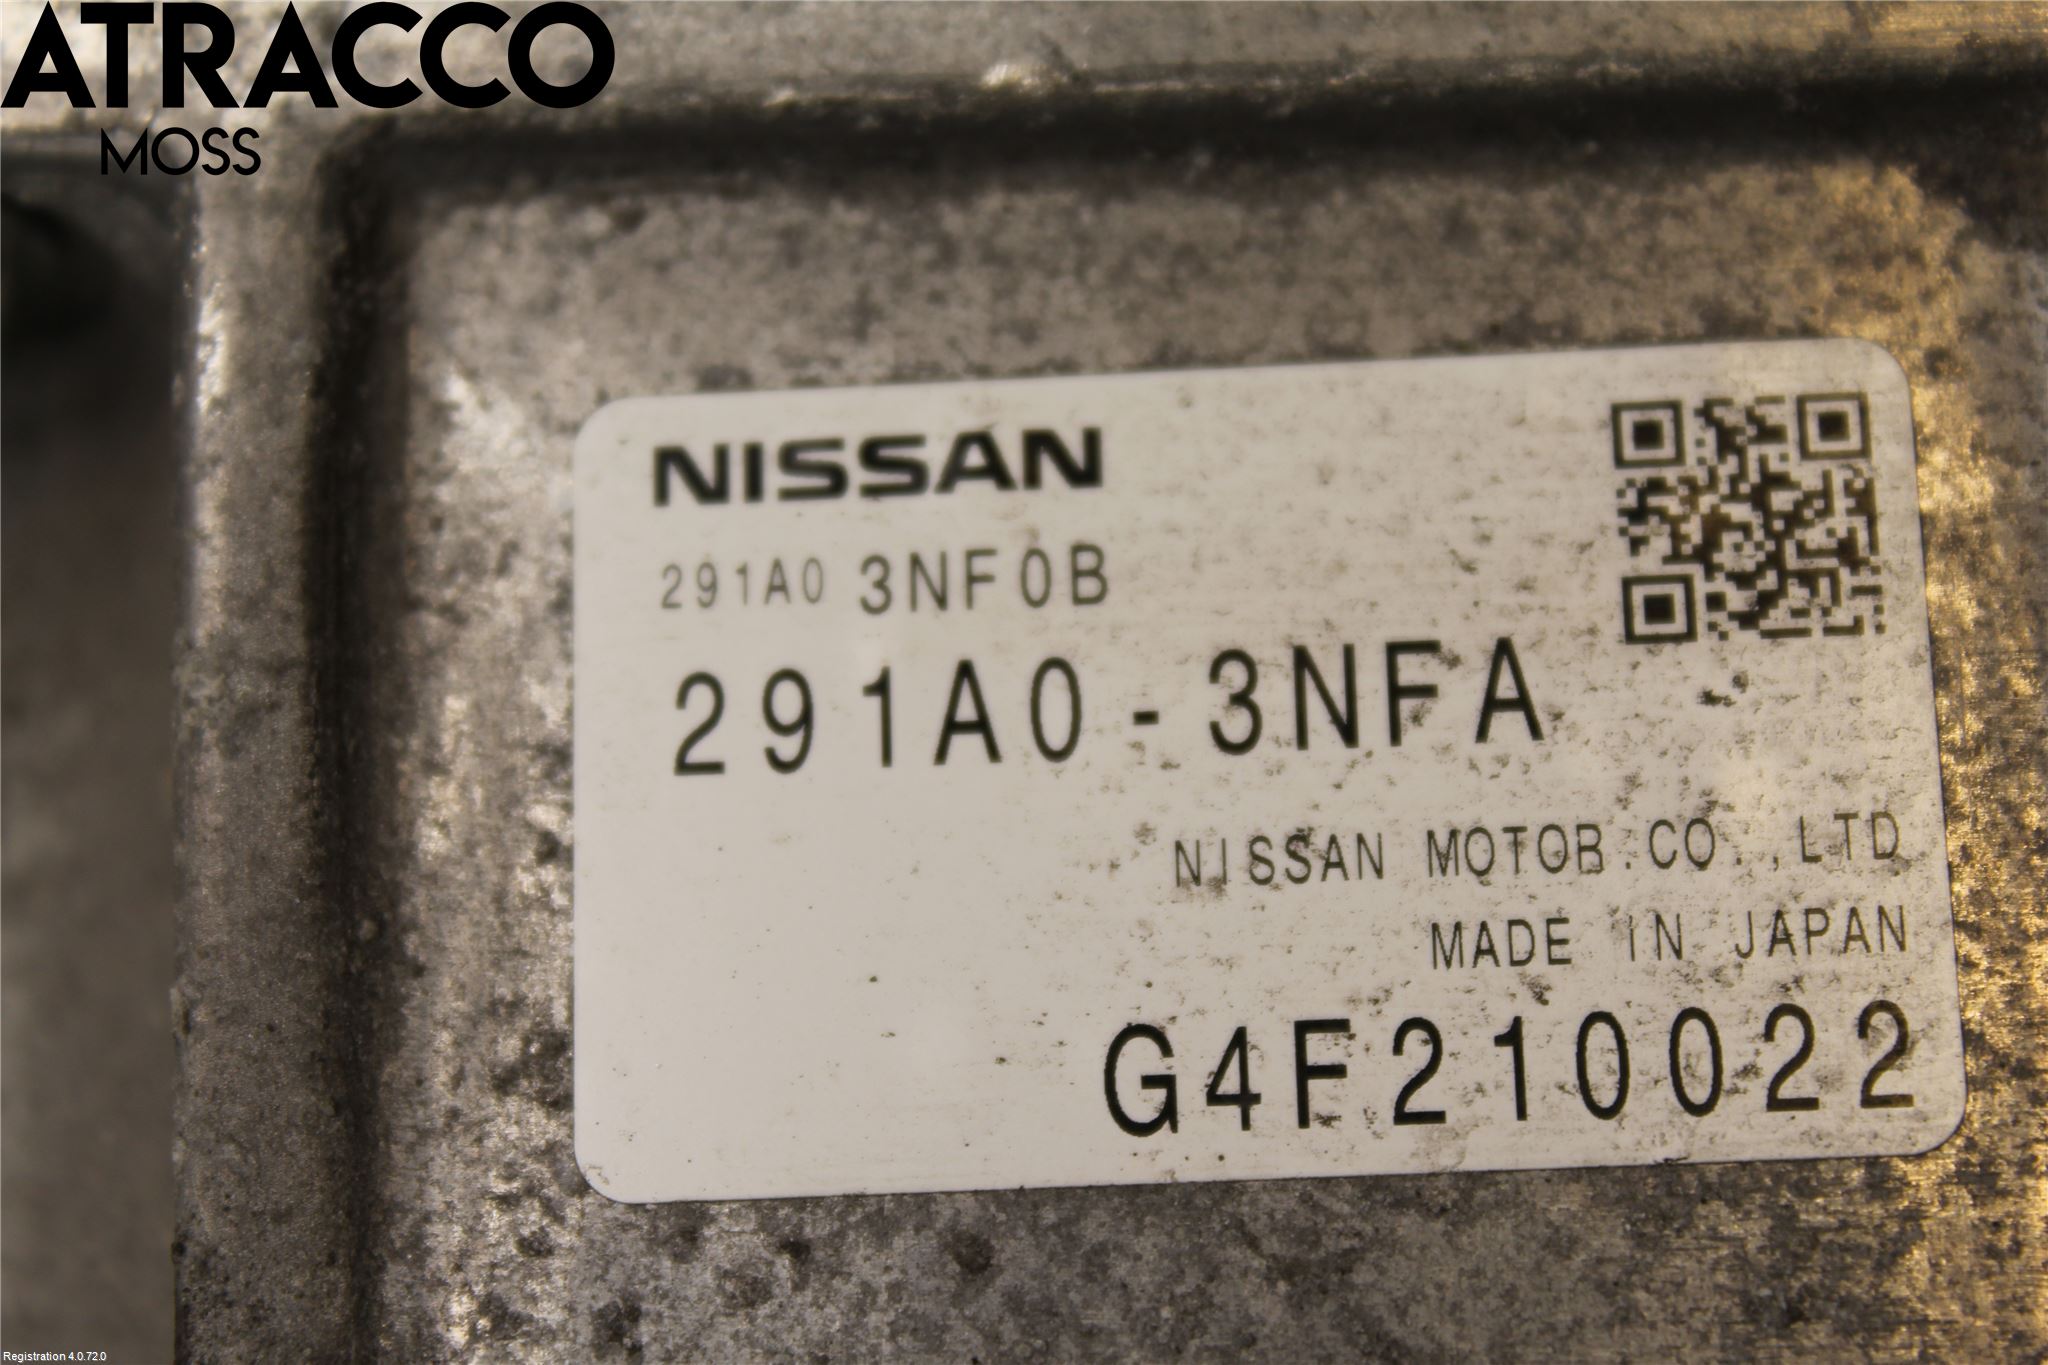 ATRACCO
MOSS
NISSAN
291A0 3NF0B
291A0-3NFA
NISSAN MOTOR CO.,LTD
MADE IN JAPAN
G4F210022
Registration 4.0.72.0